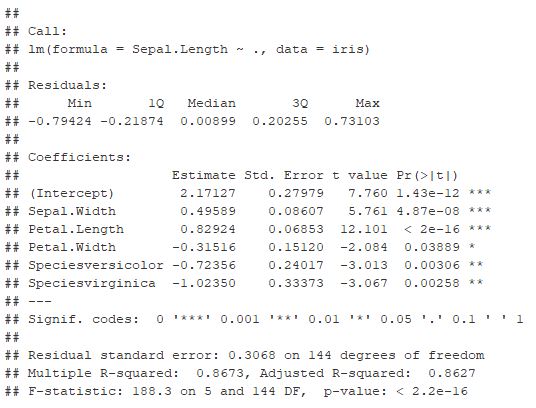 ##
## Call:
## lm(formula = Sepal.Length ~ ., data = iris)
##
## Residuals:
##      Min       1Q   Median       3Q      Max
## -0.79424 -0.21874  0.00899  0.20255  0.73103
##
## Coefficients:
##                   Estimate Std. Error t value Pr(>|t|)
## (Intercept)        2.17127    0.27979   7.760 1.43e-12 ***
## Sepal.Width        0.49589    0.08607   5.761 4.87e-08 ***
## Petal.Length       0.82924    0.06853  12.101  < 2e-16 ***
## Petal.Width       -0.31516    0.15120  -2.084  0.03889 *
## Speciesversicolor -0.72356    0.24017  -3.013  0.00306 **
## Speciesvirginica  -1.02350    0.33373  -3.067  0.00258 **
## ---
## Signif. codes:  0 '***' 0.001 '**' 0.01 '*' 0.05 '.' 0.1 ' ' 1
##
## Residual standard error: 0.3068 on 144 degrees of freedom
## Multiple R-squared:  0.8673, Adjusted R-squared:  0.8627
## F-statistic: 188.3 on 5 and 144 DF,  p-value: < 2.2e-16